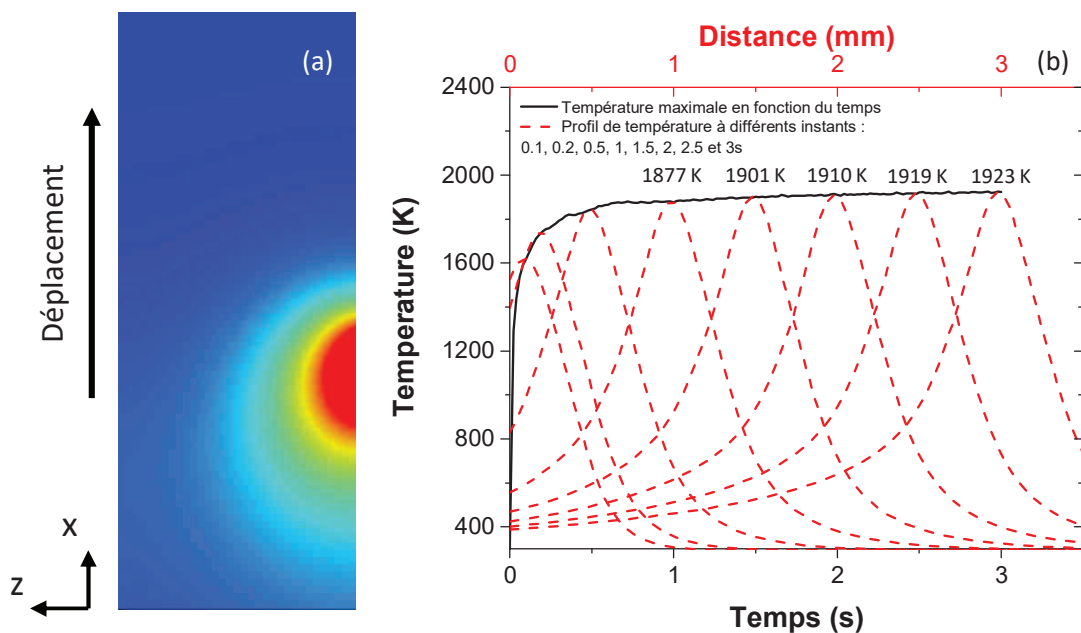 (a)
Déplacement
X
Z
Distance (mm)
0 1 2 3
(b)
2400
2000
1600
1200
800
400
Température maximale en fonction du temps
Profil de température à différents instants :
0.1, 0.2, 0.5, 1, 1.5, 2, 2.5 et 3s
1877 K 1901 K 1910 K 1919 K 1923 K
Température (K)
0 1 2 3
Temps (s)